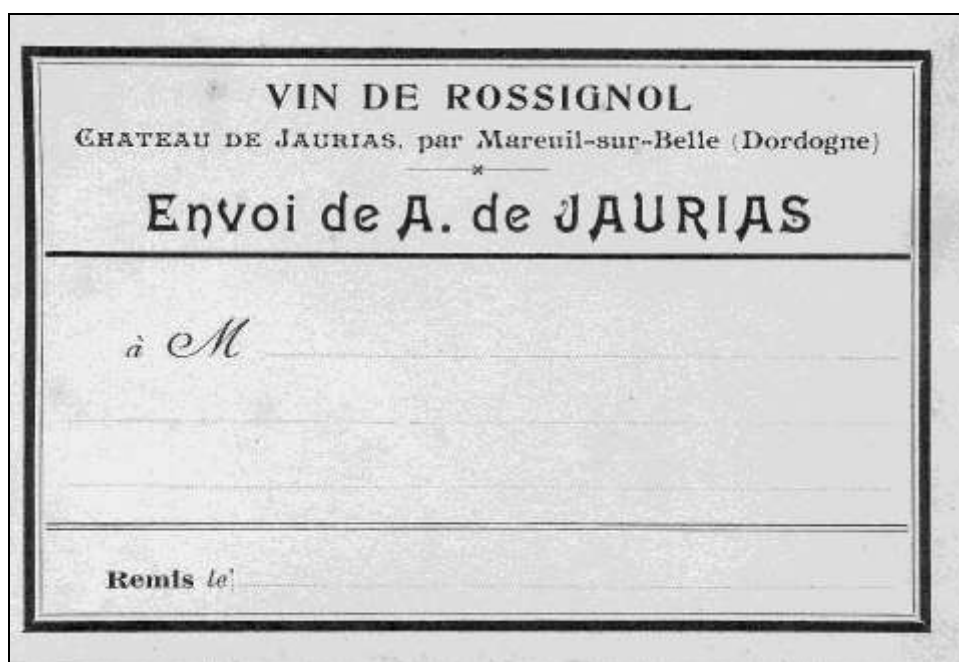 VIN DE ROSSIGNOL
CHATEAU DE JAURIAS, par Mareuil-sur-Belle (Dordogne)
Envoi de A. de JAURIAS
à M
Remis le